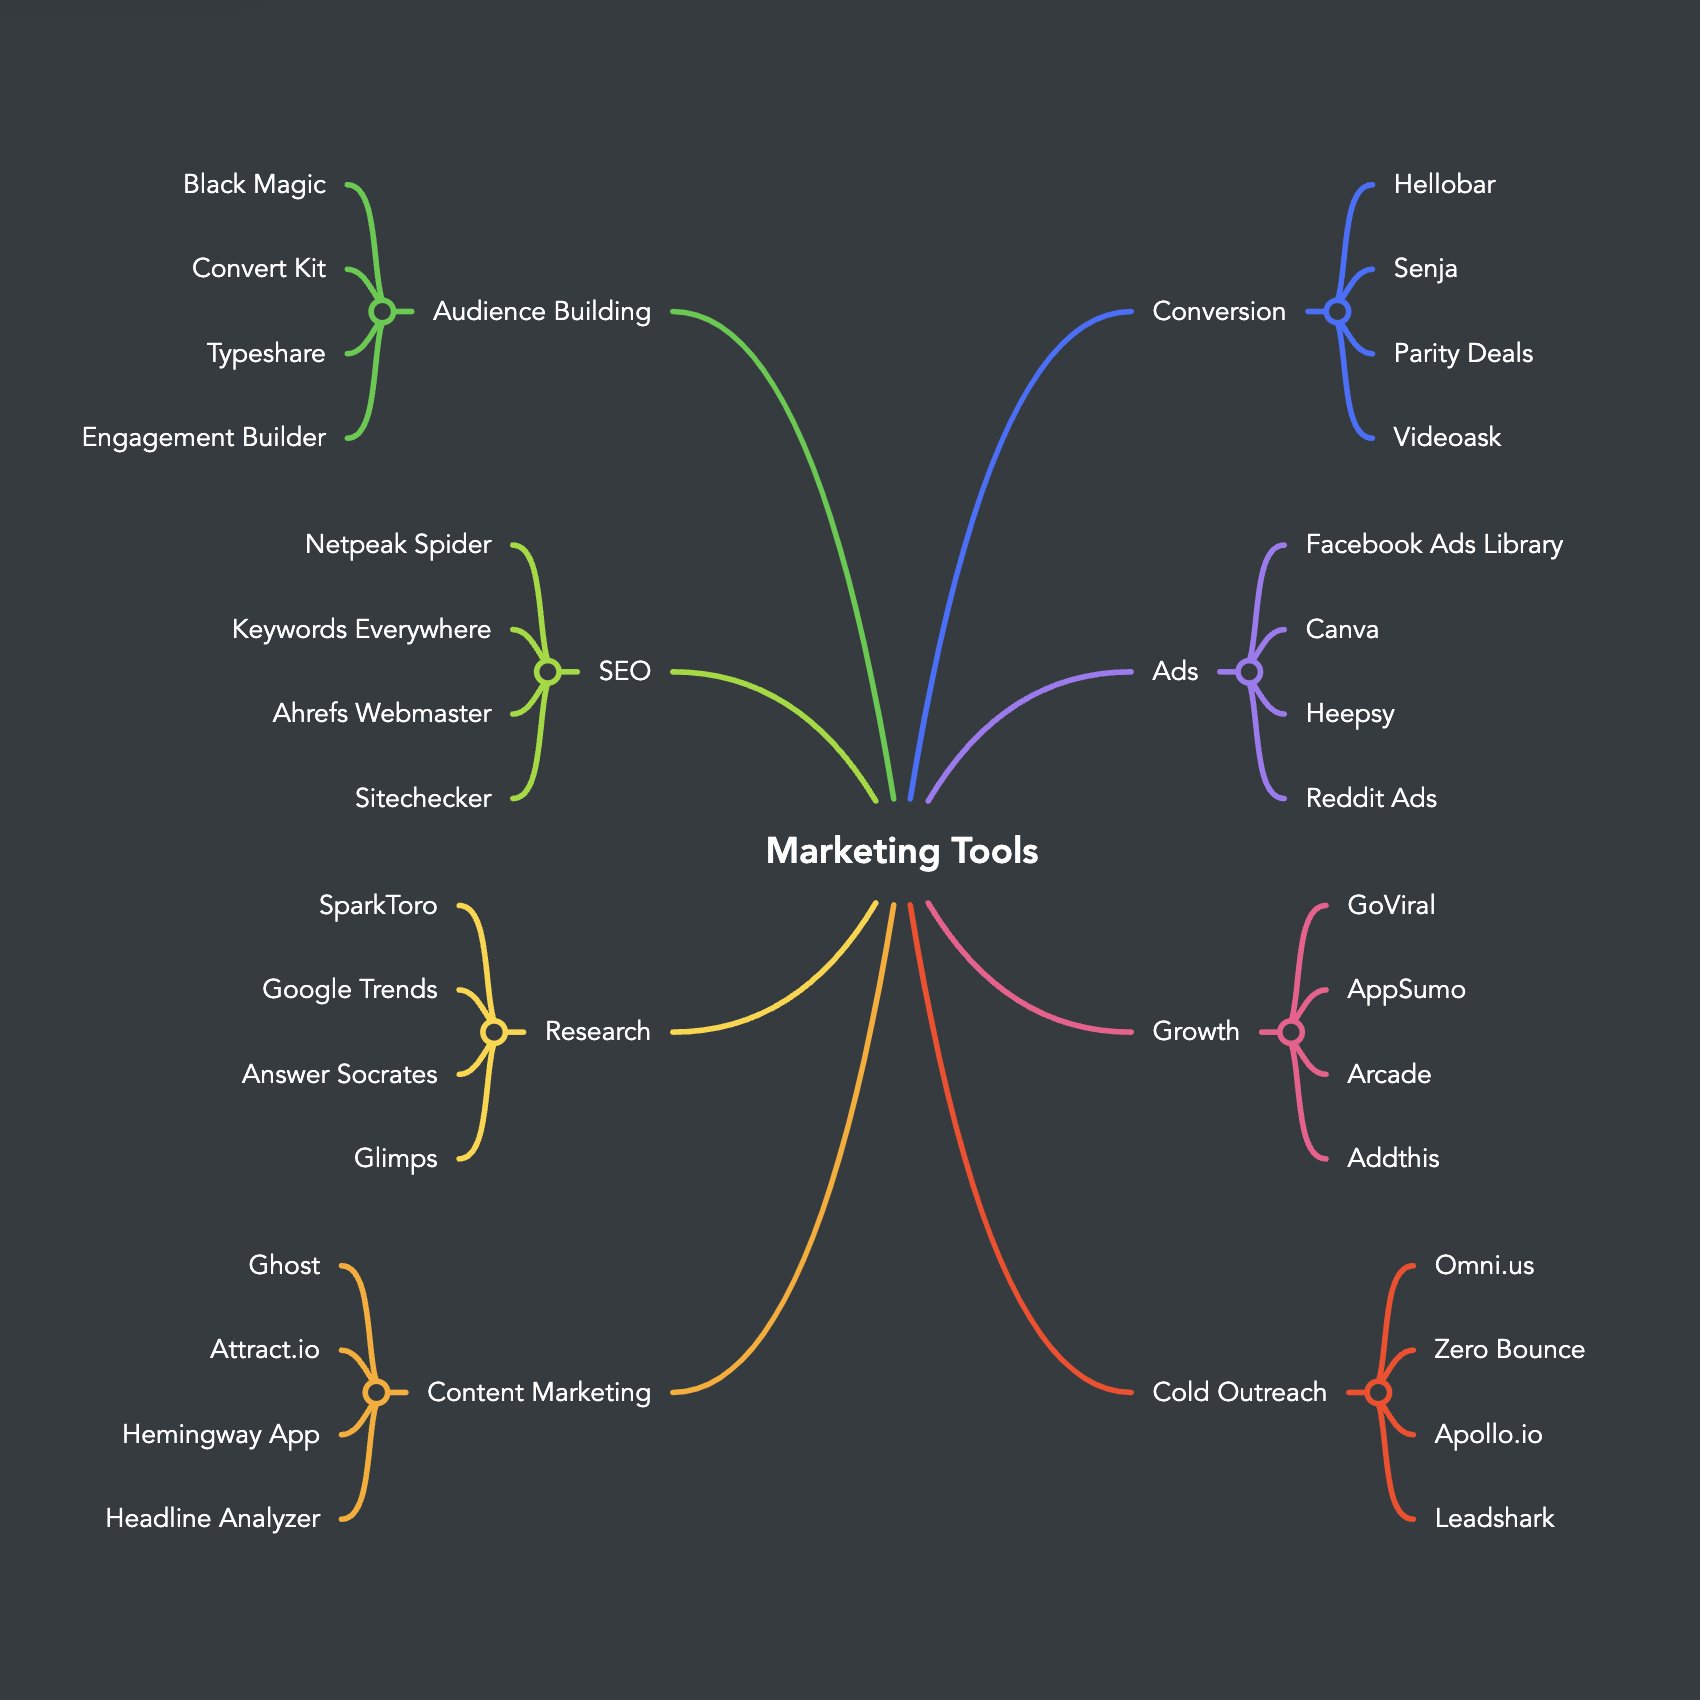 Black Magic
Convert Kit
Typeshare
Engagement Builder
Audience Building
Netpeak Spider
Keywords Everywhere
Ahrefs Webmaster
Sitechecker
SEO
SparkToro
Google Trends
Answer Socrates
Glimps
Research
Ghost
Attract.io
Hemingway App
Headline Analyzer
Content Marketing
Marketing Tools
Conversion
Hellobar
Senja
Parity Deals
Videoask
Ads
Facebook Ads Library
Canva
Heepsy
Reddit Ads
Growth
GoViral
AppSumo
Arcade
Addthis
Cold Outreach
Omni.us
Zero Bounce
Apollo.io
Leadshark